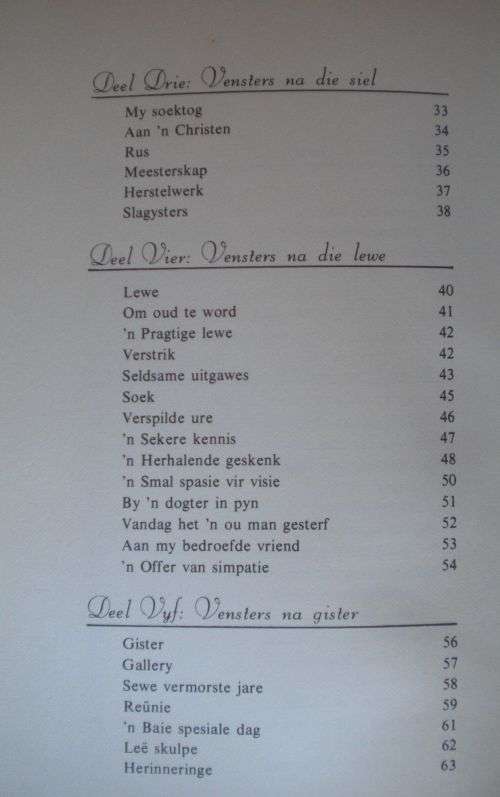 Deel Drie: Vensters na die siel
My soektog 33
Aan 'n Christen 34
Rus 35
Meesterskap 36
Herstelwerk 37
Slagysters 38
Deel Vier: Vensters na die lewe
Lewe 40
Om oud te word 41
'n Pragtige lewe 42
Verstrik 42
Seldsame uitgawes 43
Soek 45
Verspilde ure 46
'n Sekere kennis 47
'n Herhalende geskenk 48
'n Smal spasie vir visie 50
By 'n dogter in pyn 51
Vandag het 'n ou man gesterf 52
Aan my bedroefde vriend 53
'n Offer van simpatie 54
Deel Vyf: Vensters na gister
Gister 56
Gallery 57
Sewe vermorste jare 58
Reünie 59
'n Baie spesiale dag 61
Leë skulpe 62
Herinneringe 63